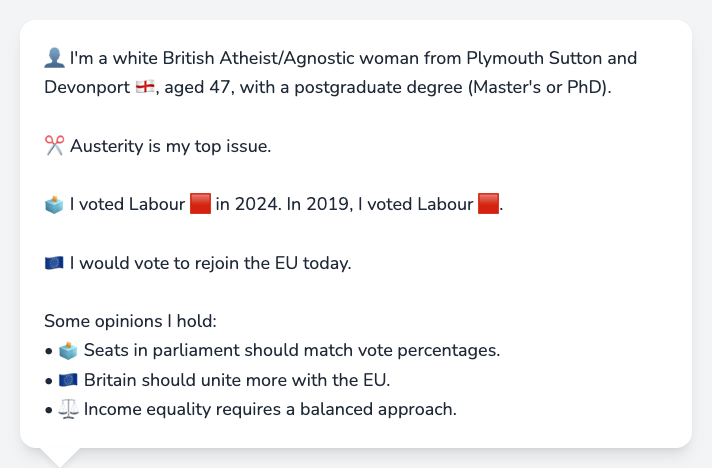 👤 I'm a white British Atheist/Agnostic woman from Plymouth Sutton and
Devonport 🏴󠁧󠁢󠁥󠁮󠁧󠁿, aged 47, with a postgraduate degree (Master's or PhD).
✂️ Austerity is my top issue.
🗳️ I voted Labour 🟥 in 2024. In 2019, I voted Labour 🟥.
🇪🇺 I would vote to rejoin the EU today.
Some opinions I hold:
• 🗳️ Seats in parliament should match vote percentages.
• 🇪🇺 Britain should unite more with the EU.
• ⚖️ Income equality requires a balanced approach.